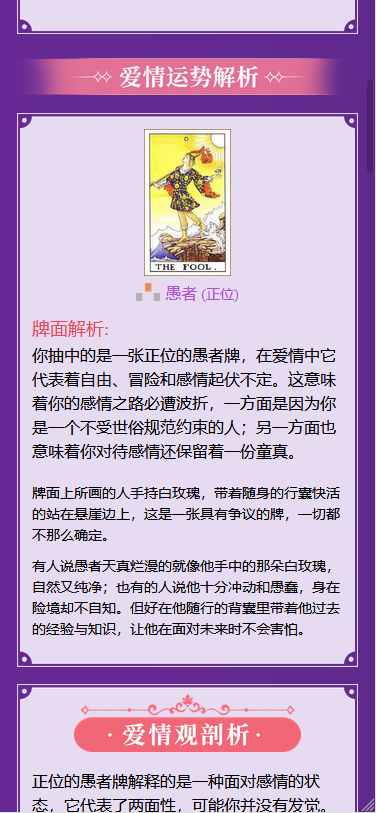 爱情运势解析
THE FOOL.
愚者 (正位)
牌面解析:
你抽中的是一张正位的愚者牌，在爱情中它
代表着自由、冒险和感情起伏不定。这意味
着你的感情之路必遭波折，一方面是因为你
是一个不受世俗规范约束的人；另一方面也
意味着你对待感情还保留着一份童真。
牌面上所画的人手持白玫瑰，带着随身的行囊快活
的站在悬崖边上，这是一张具有争议的牌，一切都
不那么确定。
有人说愚者天真烂漫的就像他手中的那朵白玫瑰，
自然又纯净；也有的人说他十分冲动和愚蠢，身在
险境却不自知。但好在他随行的背囊里带着他过去
的经验与知识，让他在面对未来时不会害怕。
· 爱情观剖析 ·
正位的愚者牌解释的是一种面对感情的状
态，它代表了两面性，可能你并没有发觉。